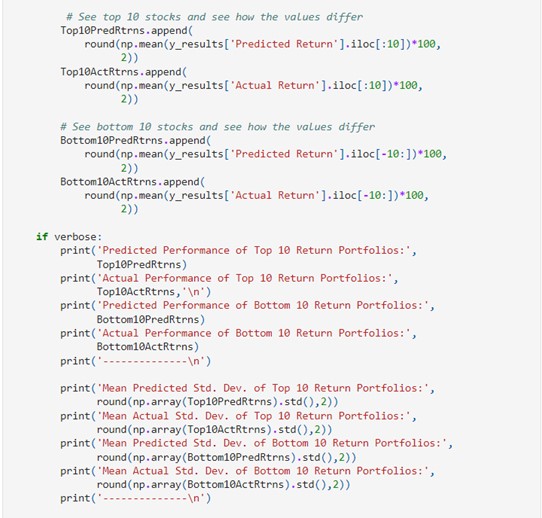 # See top 10 stocks and see how the values differ
Top10PredRtrns.append(
round(np.mean(y_results['Predicted Return'].iloc[:10])*100,
2))
Top10ActRtrns.append(
round(np.mean(y_results['Actual Return'].iloc[:10])*100,
2))
# See bottom 10 stocks and see how the values differ
Bottom10PredRtrns.append(
round(np.mean(y_results['Predicted Return'].iloc[-10:])*100,
2))
Bottom10ActRtrns.append(
round(np.mean(y_results['Actual Return'].iloc[-10:])*100,
2))
if verbose:
print('Predicted Performance of Top 10 Return Portfolios:',
Top10PredRtrns)
print('Actual Performance of Top 10 Return Portfolios:',
Top10ActRtrns,'\n')
print('Predicted Performance of Bottom 10 Return Portfolios:',
Bottom10PredRtrns)
print('Actual Performance of Bottom 10 Return Portfolios:',
Bottom10ActRtrns)
print('--------------\n')
print('Mean Predicted Std. Dev. of Top 10 Return Portfolios:',
round(np.array(Top10PredRtrns).std(),2))
print('Mean Actual Std. Dev. of Top 10 Return Portfolios:',
round(np.array(Top10ActRtrns).std(),2))
print('Mean Predicted Std. Dev. of Bottom 10 Return Portfolios:',
round(np.array(Bottom10PredRtrns).std(),2))
print('Mean Actual Std. Dev. of Bottom 10 Return Portfolios:',
round(np.array(Bottom10ActRtrns).std(),2))
print('--------------\n')